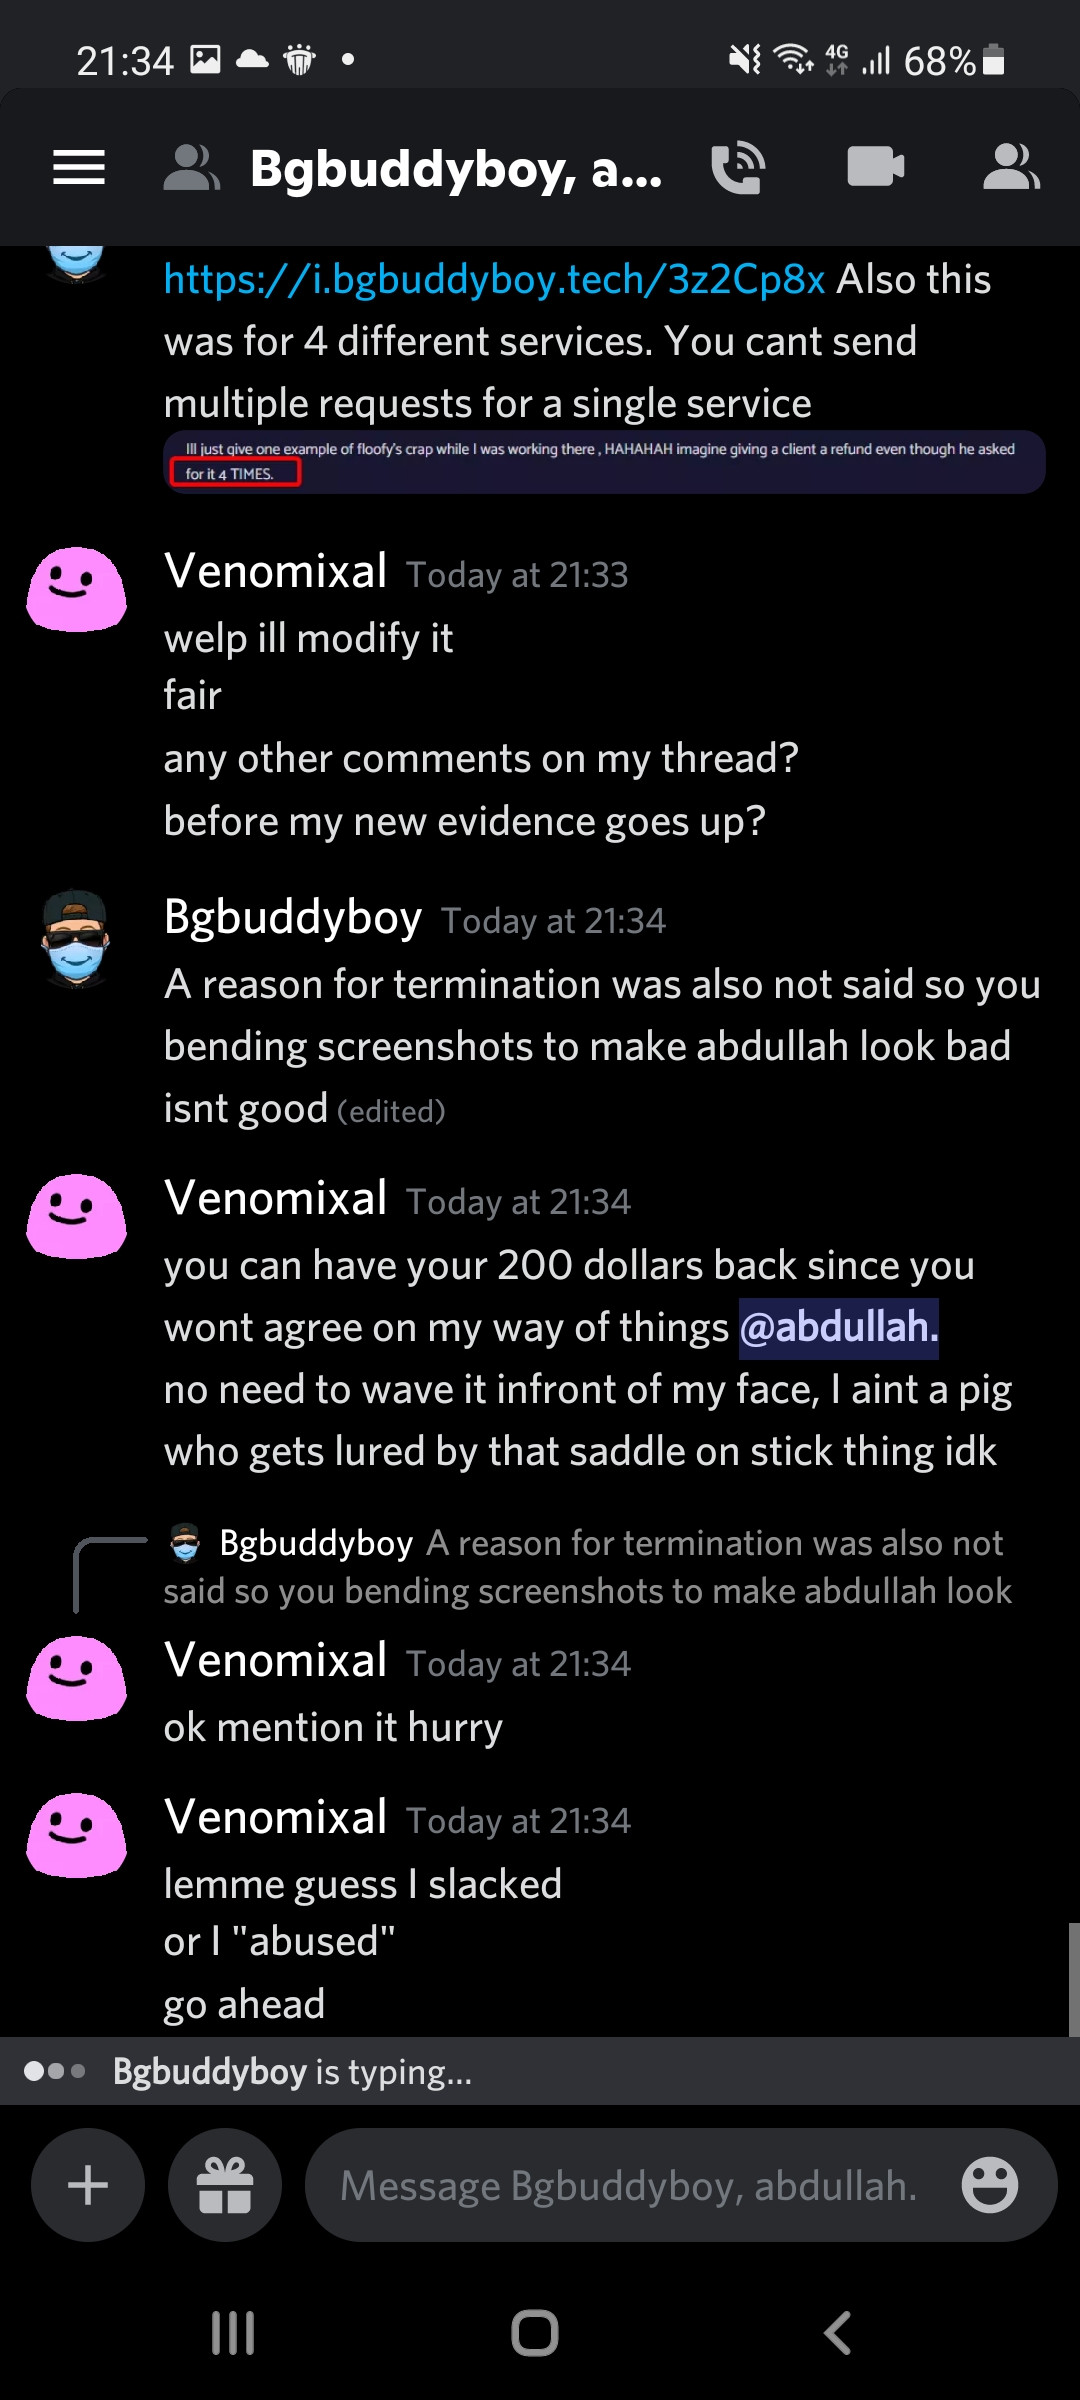 21:34 4G 68%
Bgbuddyboy, a...
https://i.bgbuddyboy.tech/3z2Cp8x Also this
was for 4 different services. You cant send
multiple requests for a single service
Ill just give one example of floofy's crap while I was working there , HAHAHAH imagine giving a client a refund even though he asked
for it 4 TIMES.
Venomixal Today at 21:33
welp ill modify it
fair
any other comments on my thread?
before my new evidence goes up?
Bgbuddyboy Today at 21:34
A reason for termination was also not said so you
bending screenshots to make abdullah look bad
isnt good (edited)
Venomixal Today at 21:34
you can have your 200 dollars back since you
wont agree on my way of things @abdullah.
no need to wave it infront of my face, I aint a pig
who gets lured by that saddle on stick thing idk
Bgbuddyboy A reason for termination was also not
said so you bending screenshots to make abdullah look
Venomixal Today at 21:34
ok mention it hurry
Venomixal Today at 21:34
lemme guess I slacked
or I "abused"
go ahead
Bgbuddyboy is typing...
Message Bgbuddyboy, abdullah.